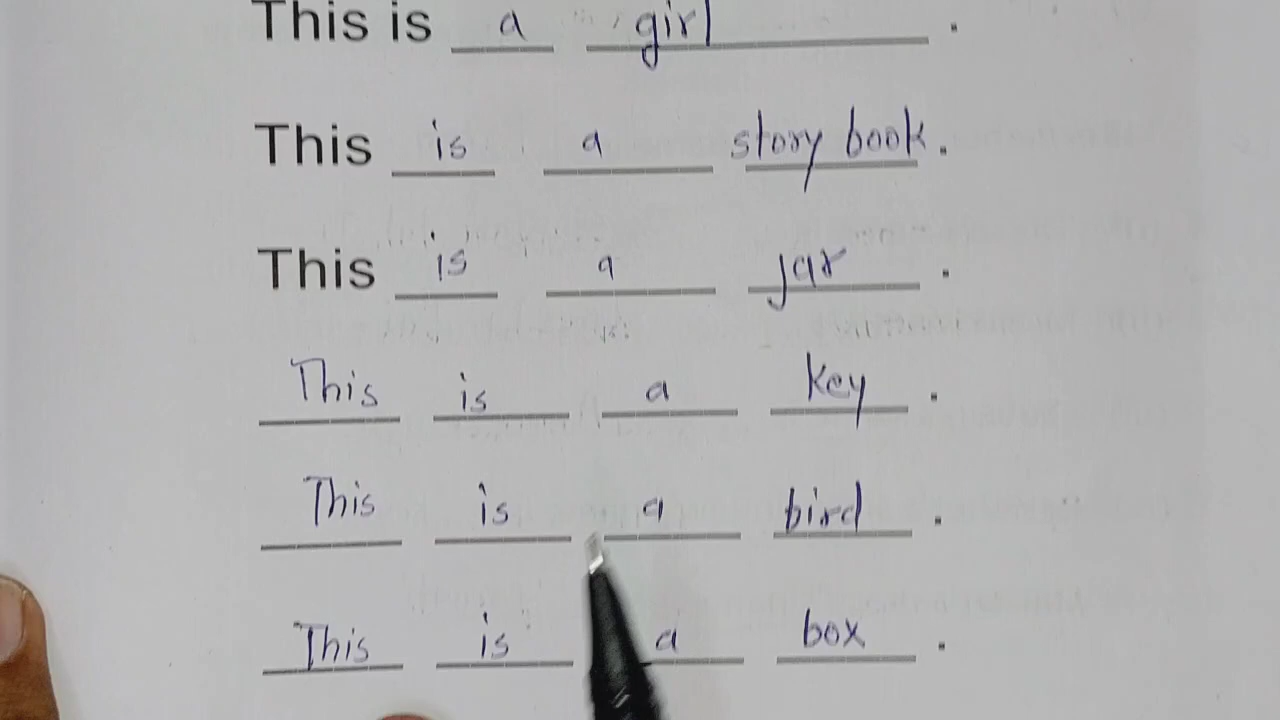 This is a girl .
This is a story book .
This is a jar .
This is a key .
This is a bird .
This is a box .